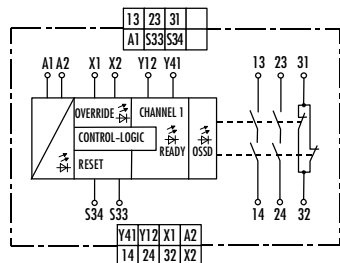 13 23 31
A1 S33 S34
A1 A2 X1 X2 Y12 Y41 13 23 31
OVERRIDE CHANNEL 1
CONTROL-LOGIC
READY OSSD
RESET
S34 S33 14 24 32
Y41 Y12 X1 A2
14 24 32 X2